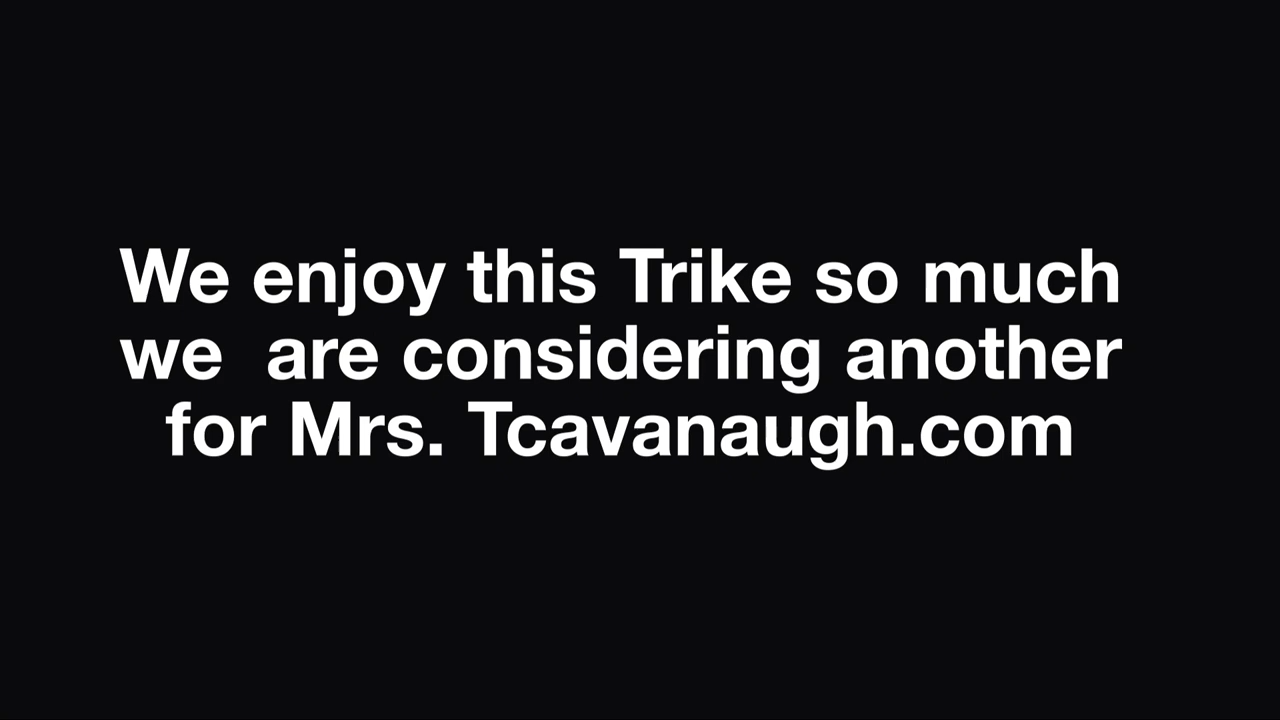 We enjoy this Trike so much
we  are considering another
for Mrs. Tcavanaugh.com